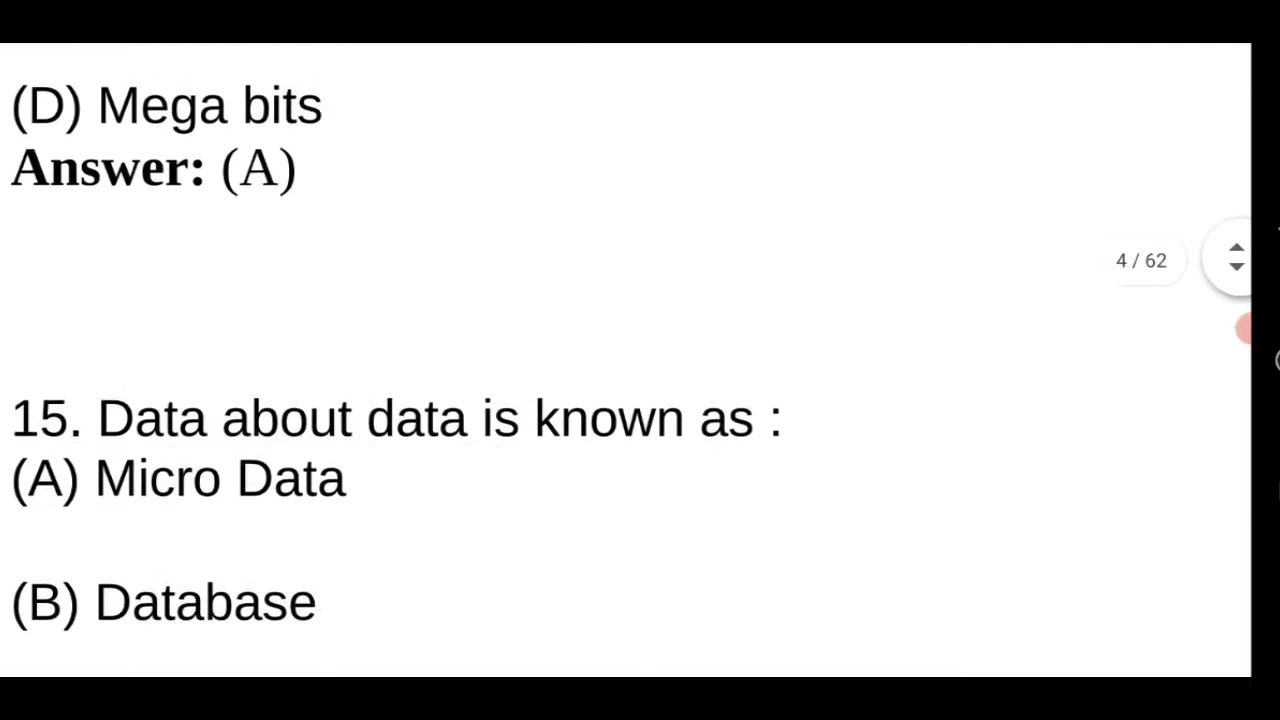 (D) Mega bits
Answer: (A)
4 / 62
15. Data about data is known as :
(A) Micro Data
(B) Database